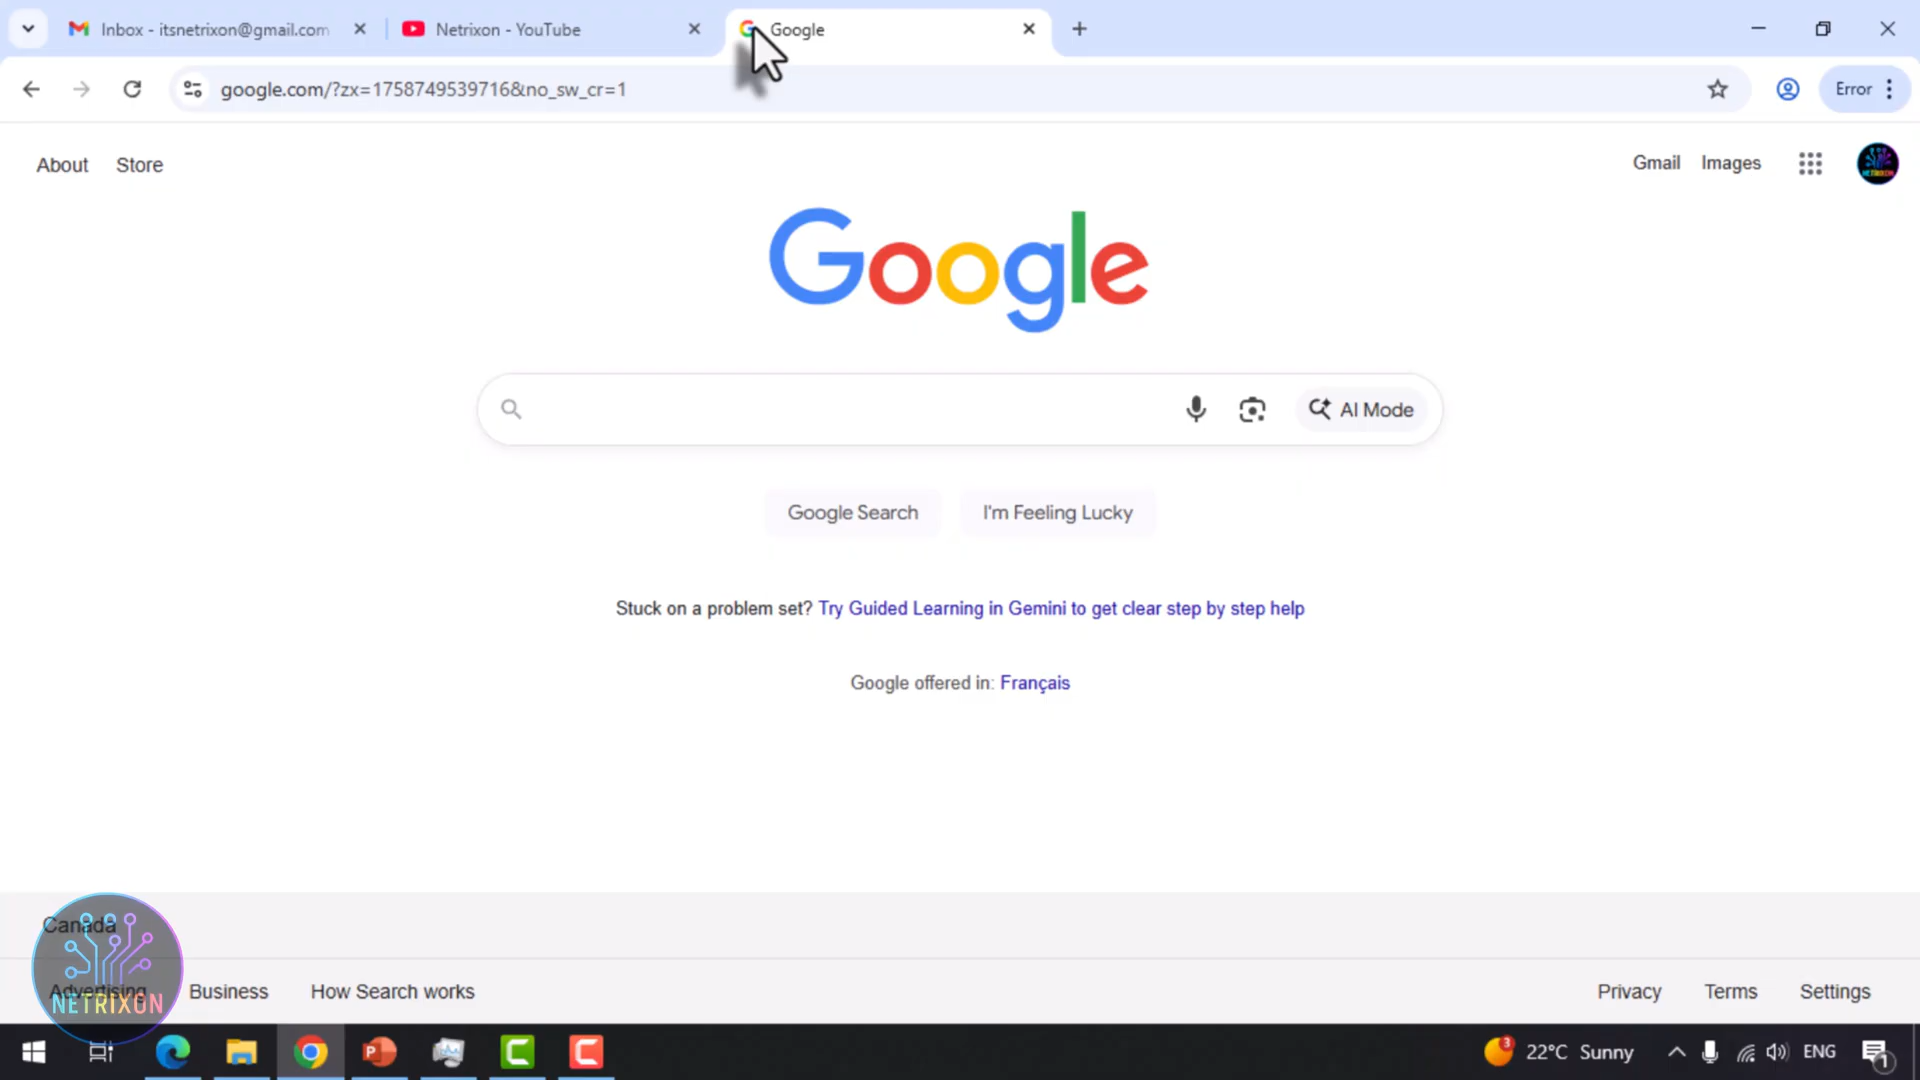 Inbox - itsnetrixon@gmail.com
Netrixon - YouTube
Google
google.com/?zx=1758749539716&no_sw_cr=1
Error
About Store
Gmail Images
NETRIXON
Google
AI Mode
Google Search I'm Feeling Lucky
Stuck on a problem set? Try Guided Learning in Gemini to get clear step by step help
Google offered in: Français
Canada
Advertising Business How Search works
Privacy Terms Settings
NETRIXON
3 22°C Sunny ENG 1